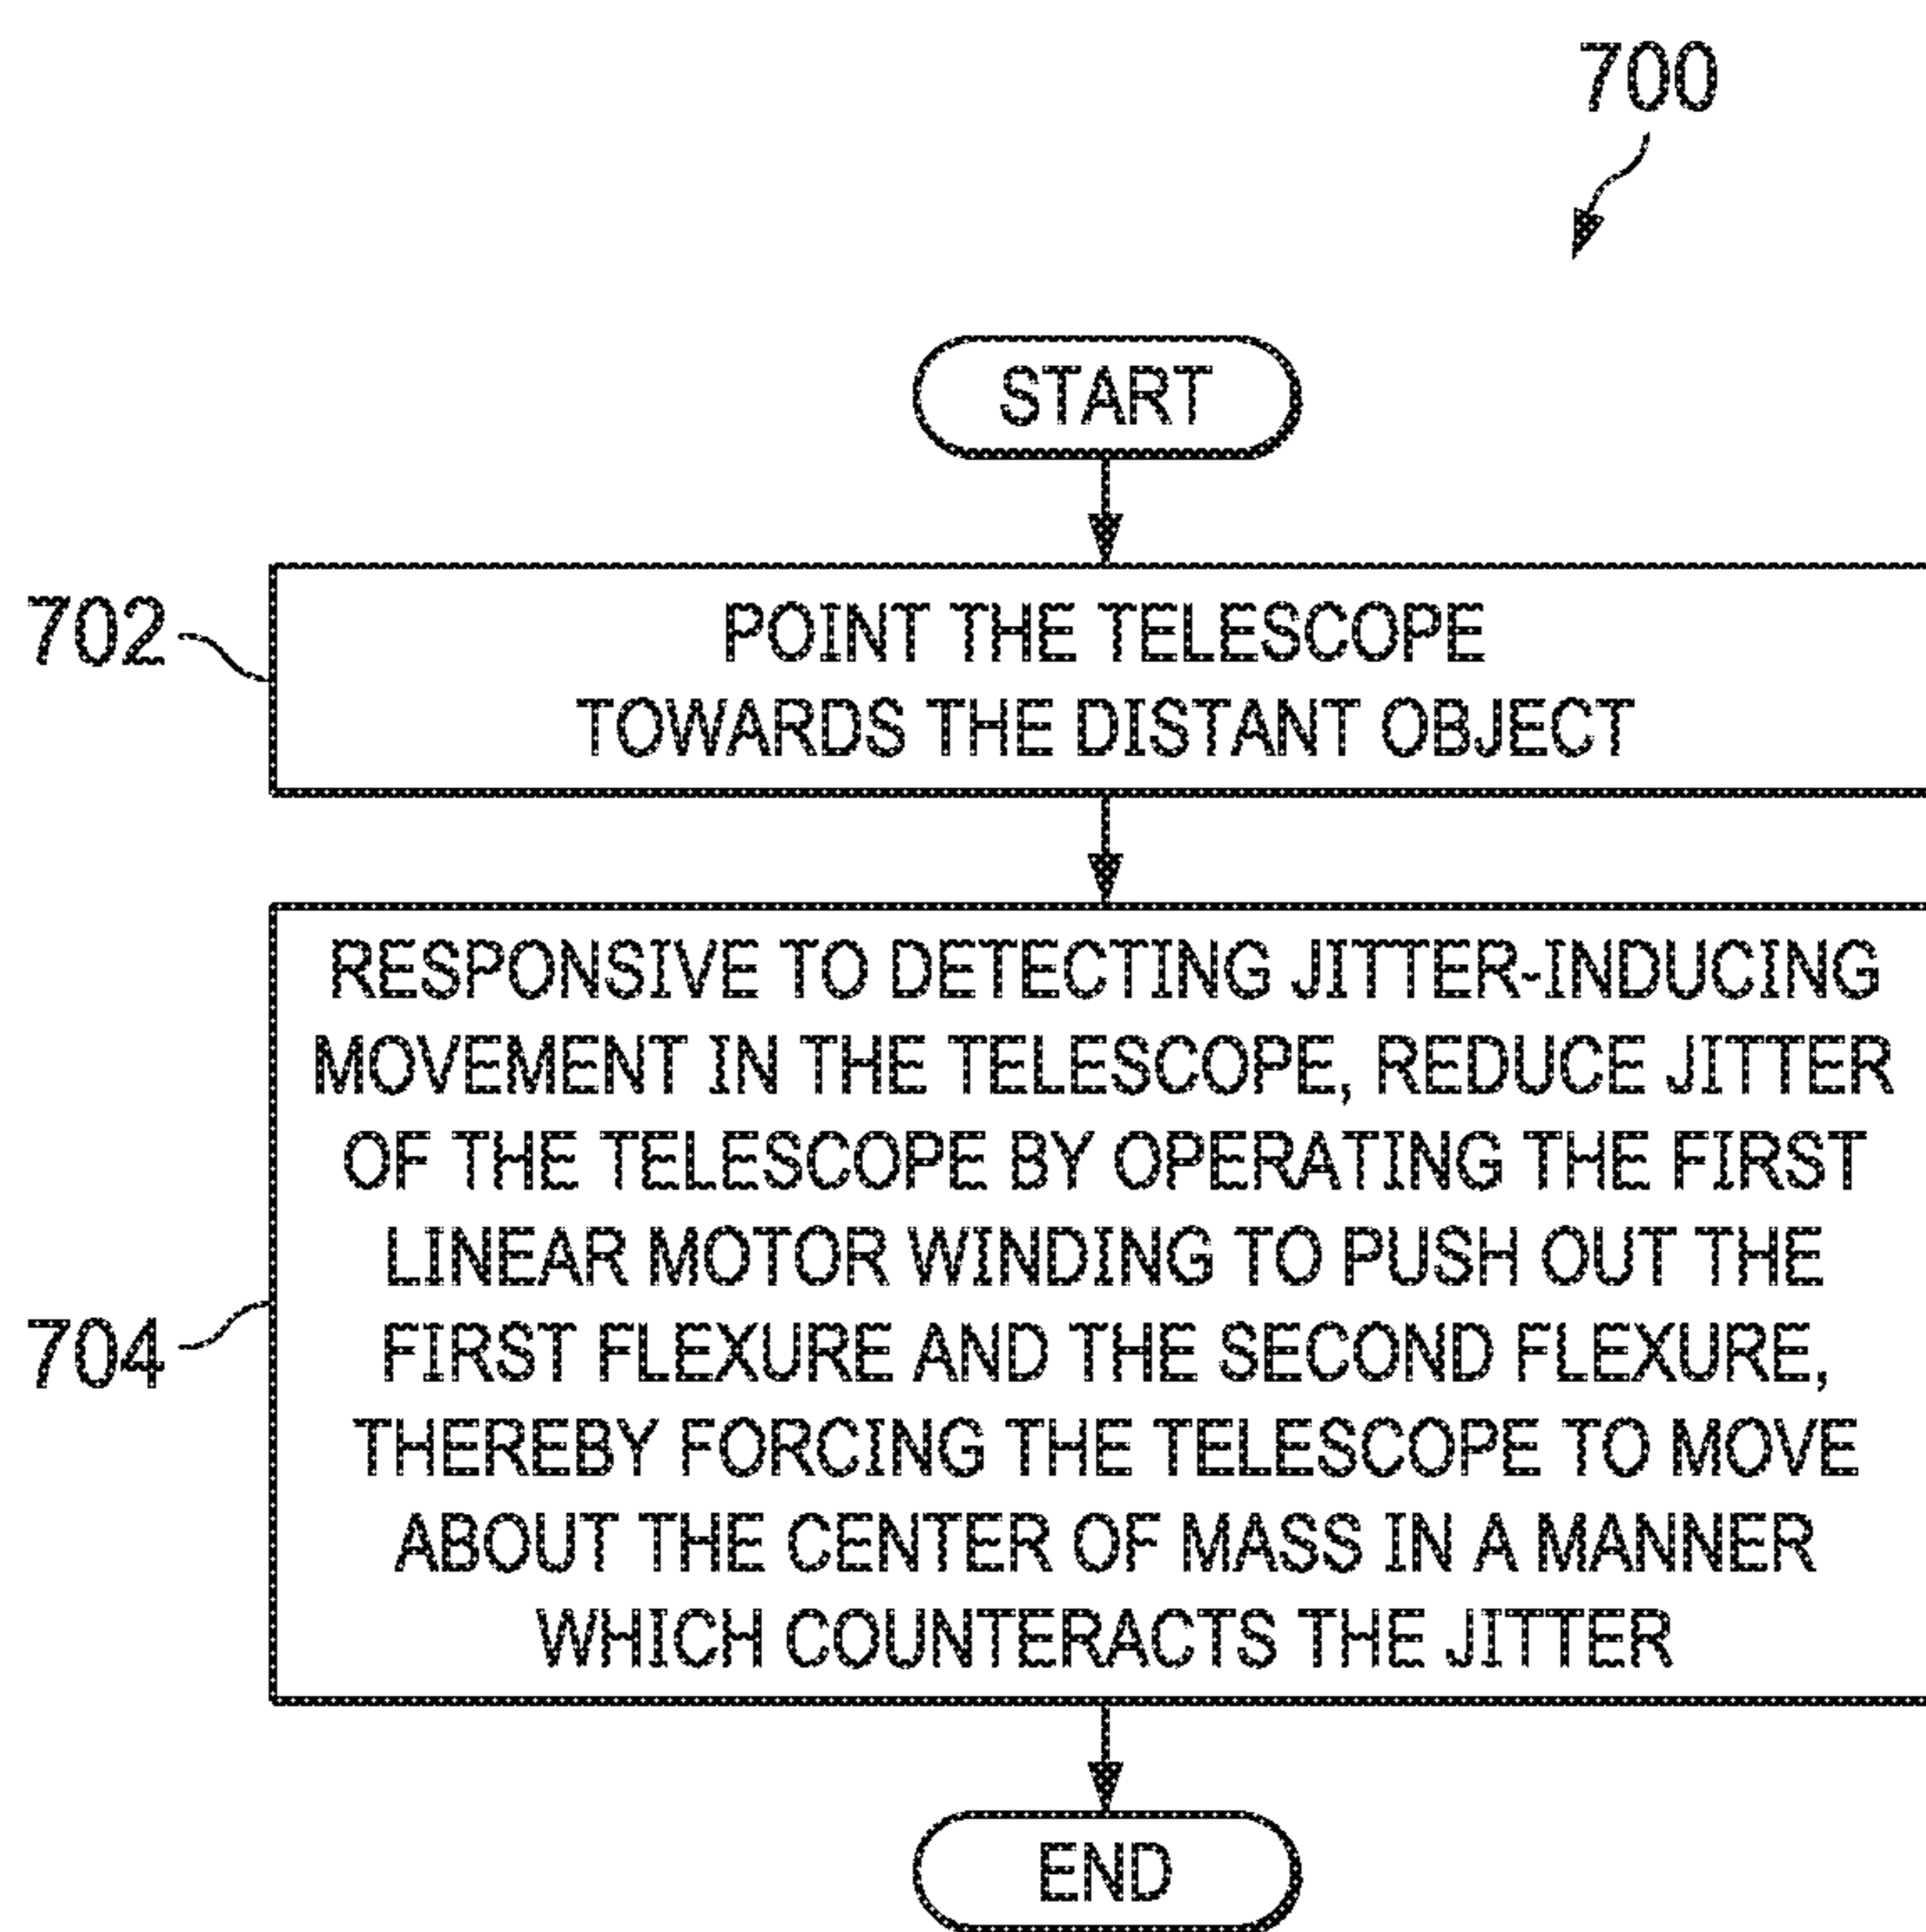 700
START
702
POINT THE TELESCOPE
TOWARDS THE DISTANT OBJECT
704
RESPONSIVE TO DETECTING JITTER-INDUCING
MOVEMENT IN THE TELESCOPE, REDUCE JITTER
OF THE TELESCOPE BY OPERATING THE FIRST
LINEAR MOTOR WINDING TO PUSH OUT THE
FIRST FLEXURE AND THE SECOND FLEXURE,
THEREBY FORCING THE TELESCOPE TO MOVE
ABOUT THE CENTER OF MASS IN A MANNER
WHICH COUNTERACTS THE JITTER
END